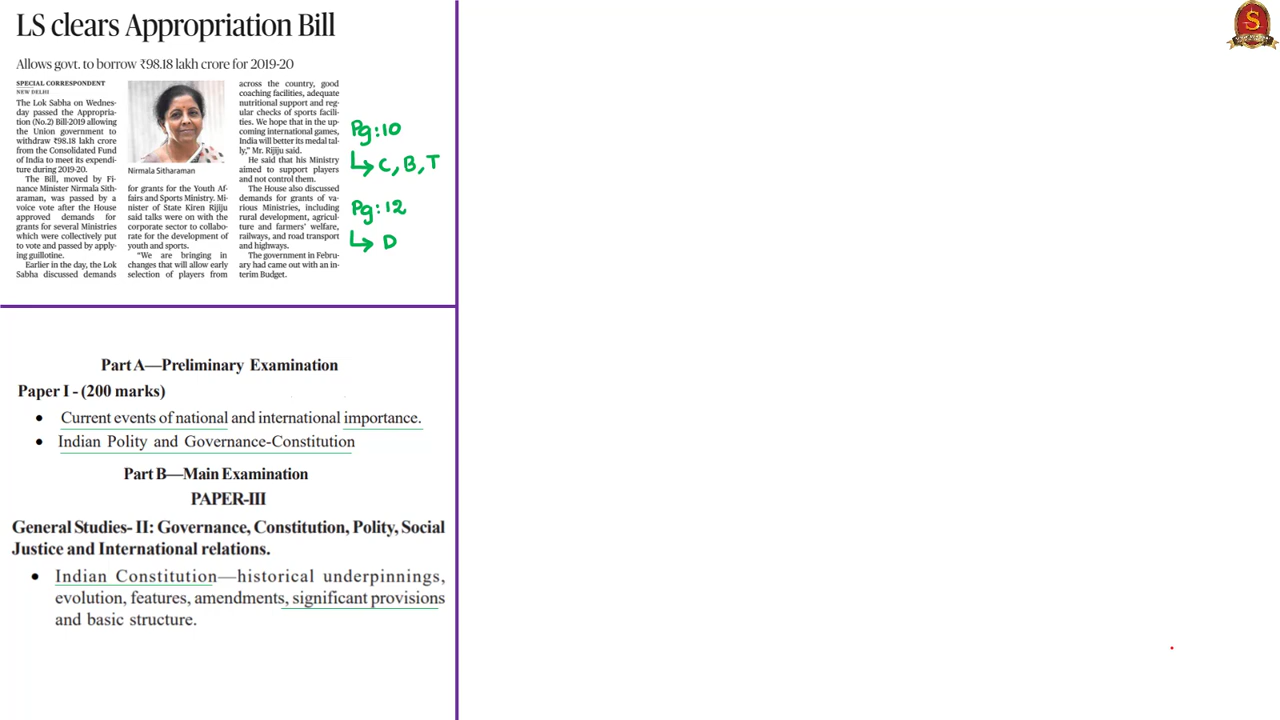 LS clears Appropriation Bill
Allows govt. to borrow ₹98.18 lakh crore for 2019-20
SPECIAL CORRESPONDENT
NEW DELHI
The Lok Sabha on Wednes-
day passed the Appropria-
tion (No.2) Bill-2019 allowing
the Union government to
withdraw ₹98.18 lakh crore
from the Consolidated Fund
of India to meet its expendi-
ture during 2019-20.
The Bill, moved by Fi-
nance Minister Nirmala Sith-
araman, was passed by a
voice vote after the House
approved demands for
grants for several Ministries
which were collectively put
to vote and passed by apply-
ing guillotine.
Earlier in the day, the Lok
Sabha discussed demands
Nirmala Sitharaman
for grants for the Youth Af-
fairs and Sports Ministry. Mi-
nister of State Kiren Rijiju
said talks were on with the
corporate sector to collabo-
rate for the development of
youth and sports.
"We are bringing in
changes that will allow early
selection of players from
across the country, good
coaching facilities, adequate
nutritional support and reg-
ular checks of sports facili-
ties. We hope that in the up-
coming international games,
India will better its medal tal-
ly," Mr. Rijiju said.
He said that his Ministry
aimed to support players
and not control them.
The House also discussed
demands for grants of va-
rious Ministries, including
rural development, agricul-
ture and farmers' welfare,
railways, and road transport
and highways.
The government in Febru-
ary had came out with an in-
terim Budget.
Pg:10
↳ C, B, T
Pg:12
↳ D
Part A—Preliminary Examination
Paper I - (200 marks)
• Current events of national and international importance.
• Indian Polity and Governance-Constitution
Part B—Main Examination
PAPER-III
General Studies- II: Governance, Constitution, Polity, Social
Justice and International relations.
• Indian Constitution—historical underpinnings,
evolution, features, amendments, significant provisions
and basic structure.
S